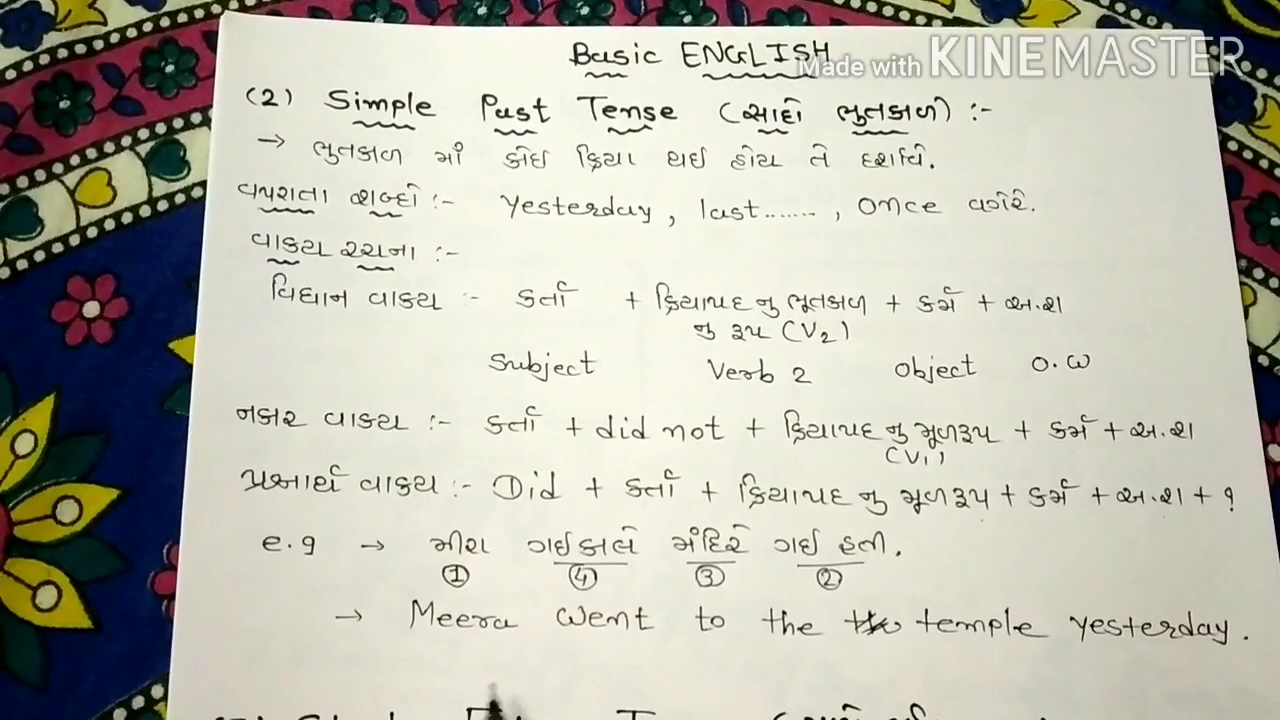 Basic ENGLISH
Made with KINEMASTER
(2) Simple Past Tense (સાદો ભુતકાળ) :-
→ ભુતકાળ માં કોઇ ક્રિયા થઇ હોય તે દર્શાવે.
વપરાતા શબ્દો :- yesterday, last......., once વગેરે.
વાક્ય રચના :-
વિધાન વાક્ય :- કર્તા + ક્રિયાપદ નુ ભૂતકાળ + કર્મ + અ.શ
નુ રૂપ (V2)
Subject Verb 2 Object O.W
નકાર વાક્ય :- કર્તા + did not + ક્રિયાપદ નુ મૂળરૂપ + કર્મ + અ.શ
(V1)
પ્રશ્નાર્થ વાક્ય :- Did + કર્તા + ક્રિયાપદ નુ મૂળરૂપ + કર્મ + અ.શ + ?
e.g → મીરા ગઈકાલે મંદિરે ગઇ હતી.
① ④ ③ ②
→ Meera went to the temple yesterday.